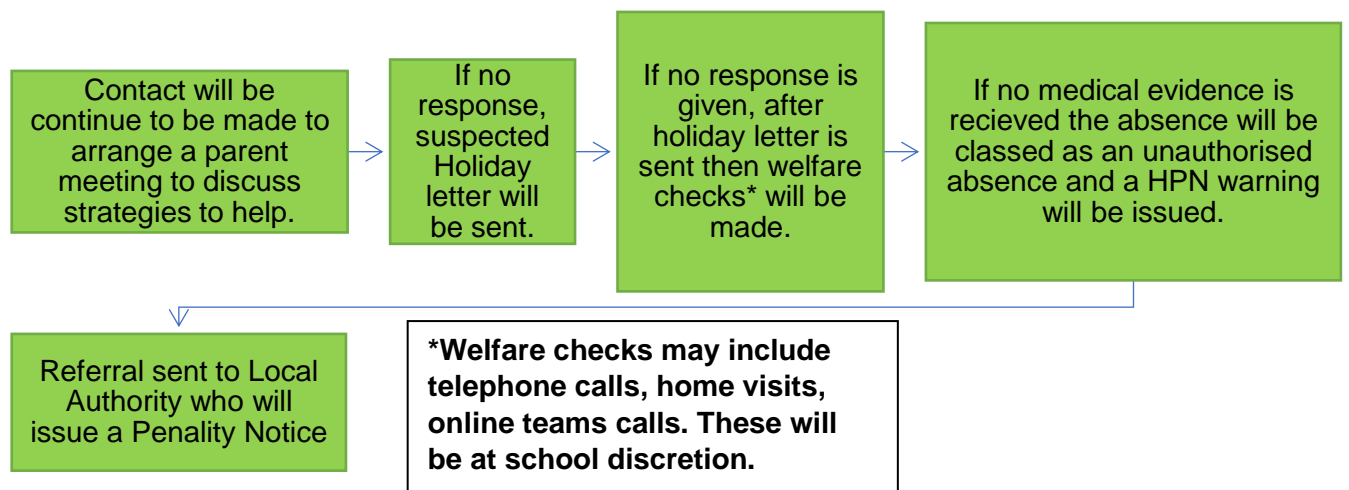 Contact will be
continue to be made to
arrange a parent
meeting to discuss
strategies to help.
If no
response,
suspected
Holiday
letter will
be sent.
If no response is
given, after
holiday letter is
sent then welfare
checks* will be
made.
If no medical evidence is
recieved the absence will be
classed as an unauthorised
absence and a HPN warning
will be issued.
Referral sent to Local
Authority who will
issue a Penality Notice
*Welfare checks may include
telephone calls, home visits,
online teams calls. These will
be at school discretion.